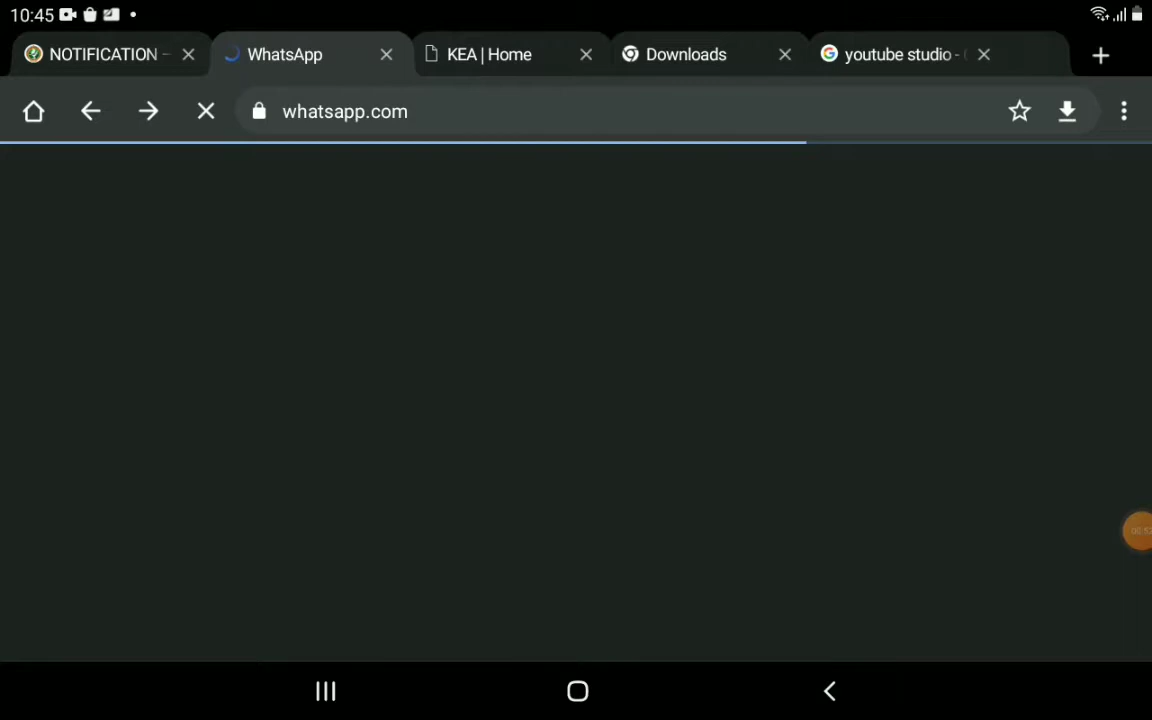 10:45
NOTIFICATION -
WhatsApp
KEA | Home
Downloads
youtube studio -
whatsapp.com